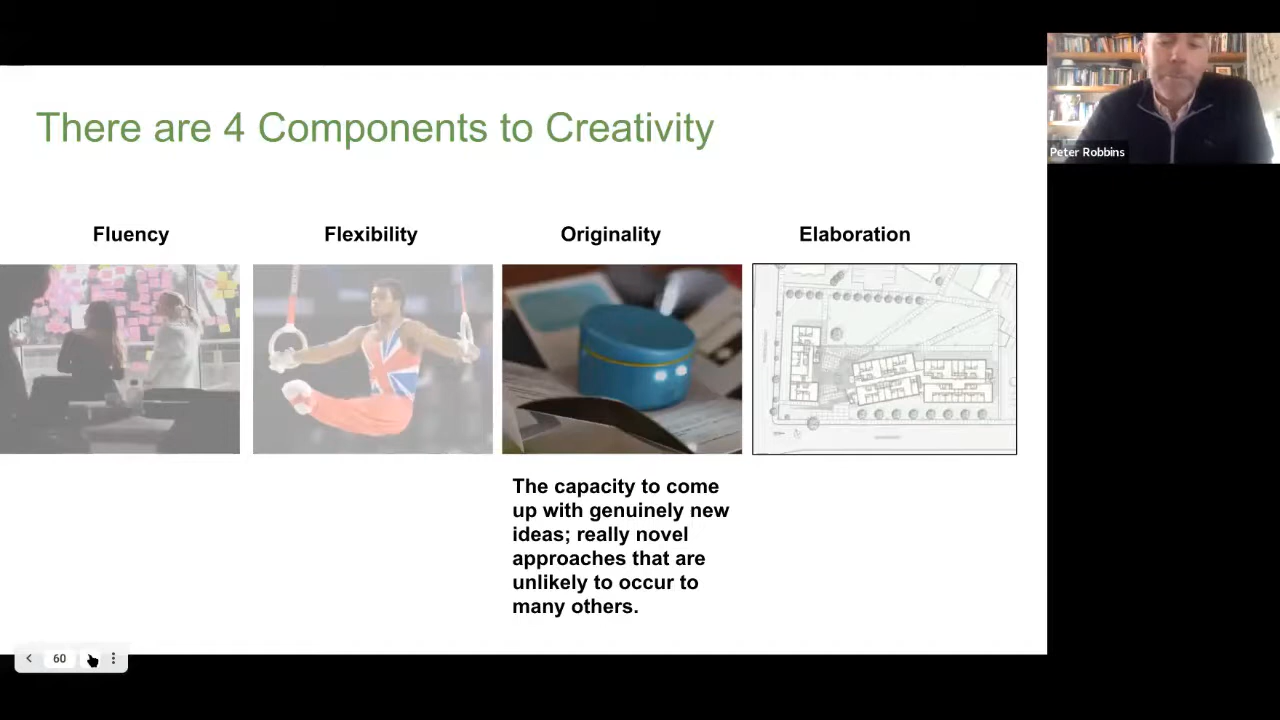 There are 4 Components to Creativity
Peter Robbins
Fluency
Flexibility
Originality
Elaboration
The capacity to come
up with genuinely new
ideas; really novel
approaches that are
unlikely to occur to
many others.
60